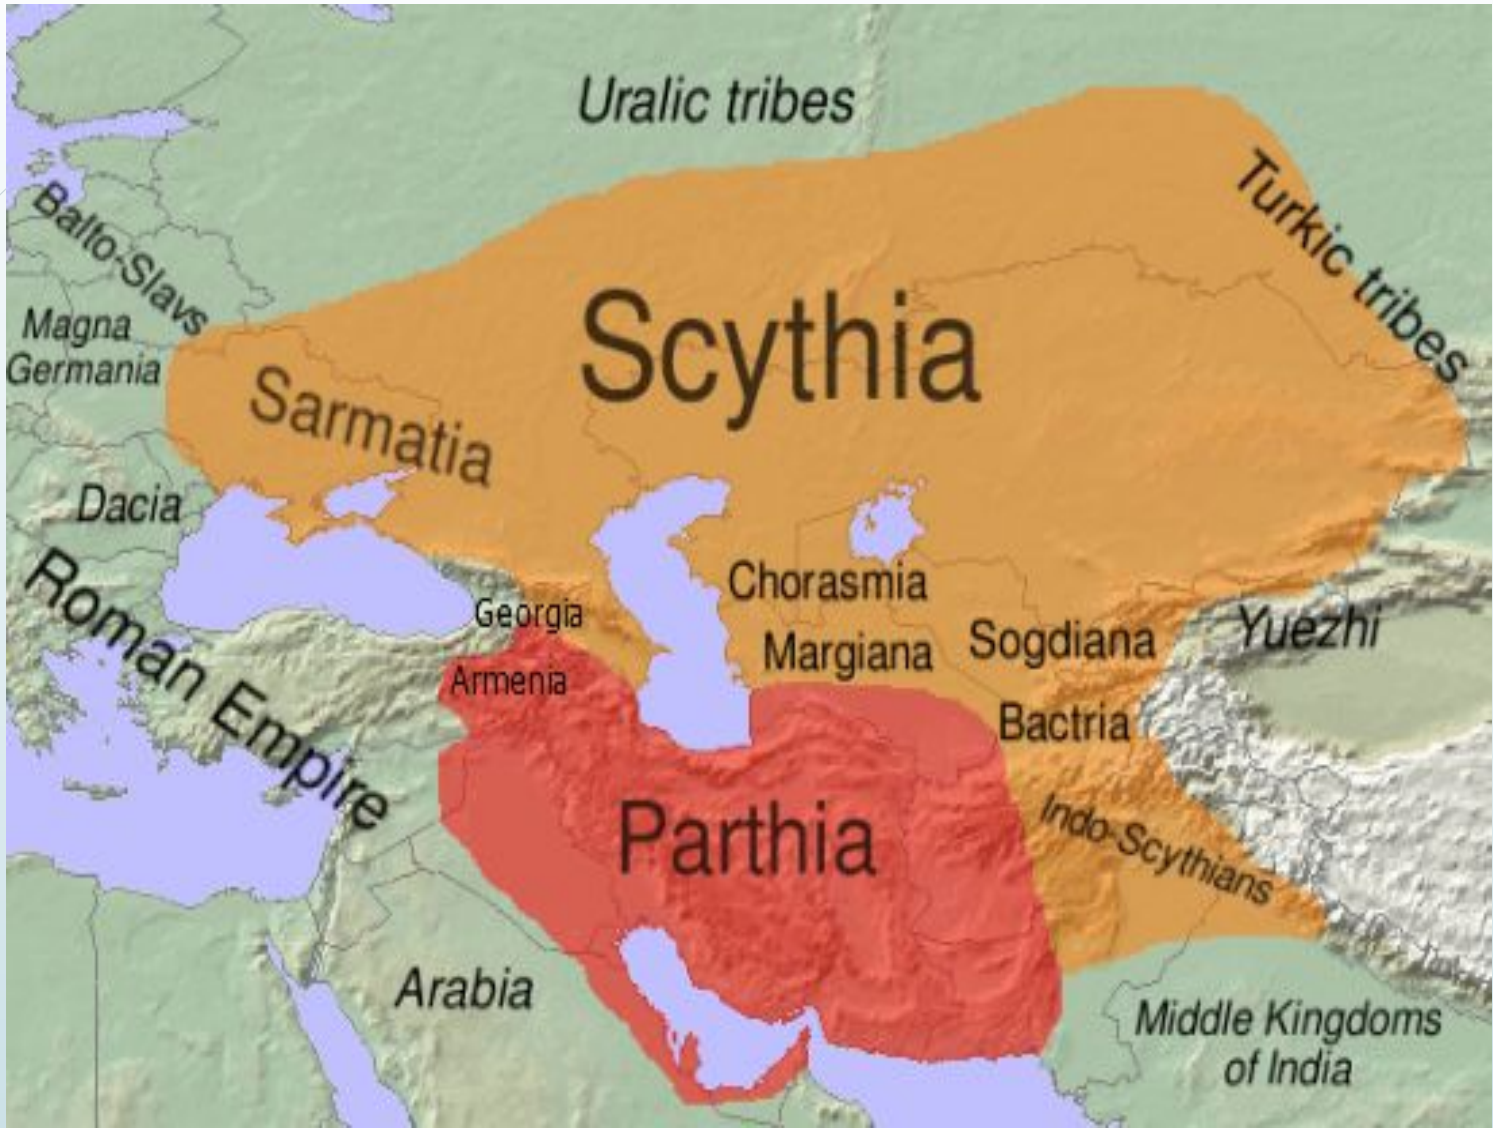 Uralic tribes
Turkic tribes
Balto-Slavs
Magna
Germania
Scythia
Sarmatia
Dacia
Roman Empire
Chorasmia
Georgia
Margiana
Sogdiana
Yuezhi
Armenia
Bactria
Parthia
Indo-Scythians
Arabia
Middle Kingdoms
of India